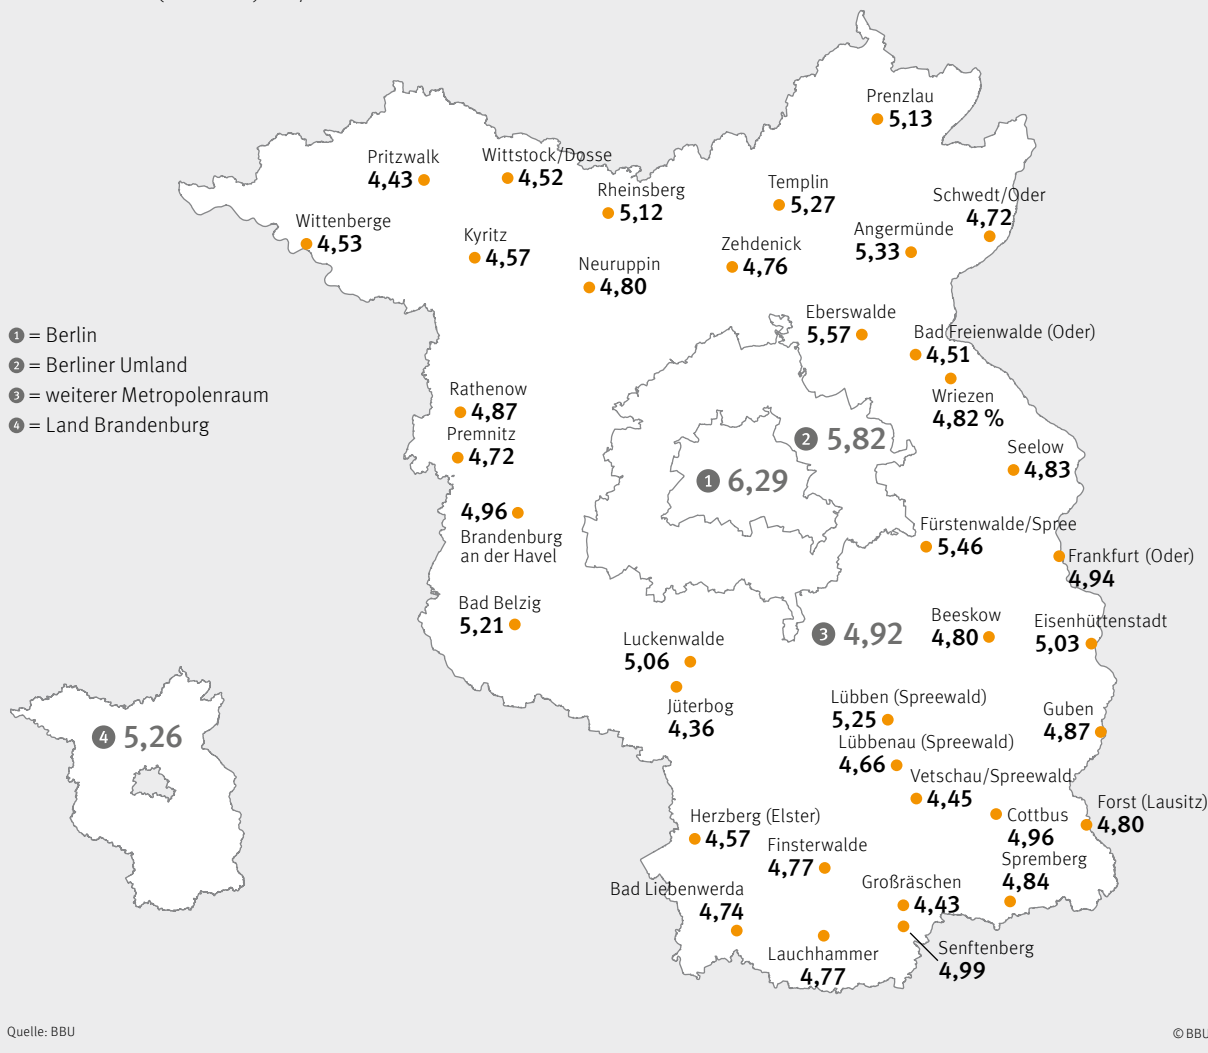 Prenzlau
5,13
Pritzwalk
4,43
Wittstock/Dosse
4,52
Rheinsberg
5,12
Templin
5,27
Schwedt/Oder
4,72
Wittenberge
4,53
Kyritz
4,57
Neuruppin
4,80
Zehdenick
4,76
Angermünde
5,33
Eberswalde
5,57
Bad Freienwalde (Oder)
4,51
Wriezen
4,82 %
1 = Berlin
2 = Berliner Umland
3 = weiterer Metropolenraum
4 = Land Brandenburg
Rathenow
4,87
Premnitz
4,72
2 5,82
1 6,29
Seelow
4,83
4,96
Brandenburg
an der Havel
Fürstenwalde/Spree
5,46
Frankfurt (Oder)
4,94
Bad Belzig
5,21
Luckenwalde
5,06
3 4,92
Beeskow
4,80
Eisenhüttenstadt
5,03
Jüterbog
4,36
Lübben (Spreewald)
5,25
Guben
4,87
4 5,26
Lübbenau (Spreewald)
4,66
Vetschau/Spreewald
4,45
Cottbus
4,96
Forst (Lausitz)
4,80
Herzberg (Elster)
4,57
Finsterwalde
4,77
Spremberg
4,84
Bad Liebenwerda
4,74
Großräschen
4,43
Lauchhammer
4,77
Senftenberg
4,99
Quelle: BBU
© BBU